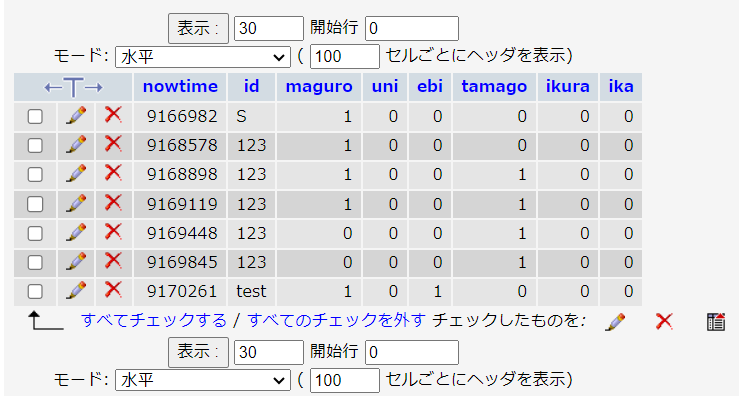 表示 : 30 開始行 0
モード: 水平 ( 100 セルごとにヘッダを表示)
←T→ nowtime id maguro uni ebi tamago ikura ika
9166982 S 1 0 0 0 0 0
9168578 123 1 0 0 0 0 0
9168898 123 1 0 0 1 0 0
9169119 123 1 0 0 1 0 0
9169448 123 0 0 0 1 0 0
9169845 123 0 0 0 1 0 0
9170261 test 1 0 1 0 0 0
すべてチェックする / すべてのチェックを外す チェックしたものを:
表示 : 30 開始行 0
モード: 水平 ( 100 セルごとにヘッダを表示)